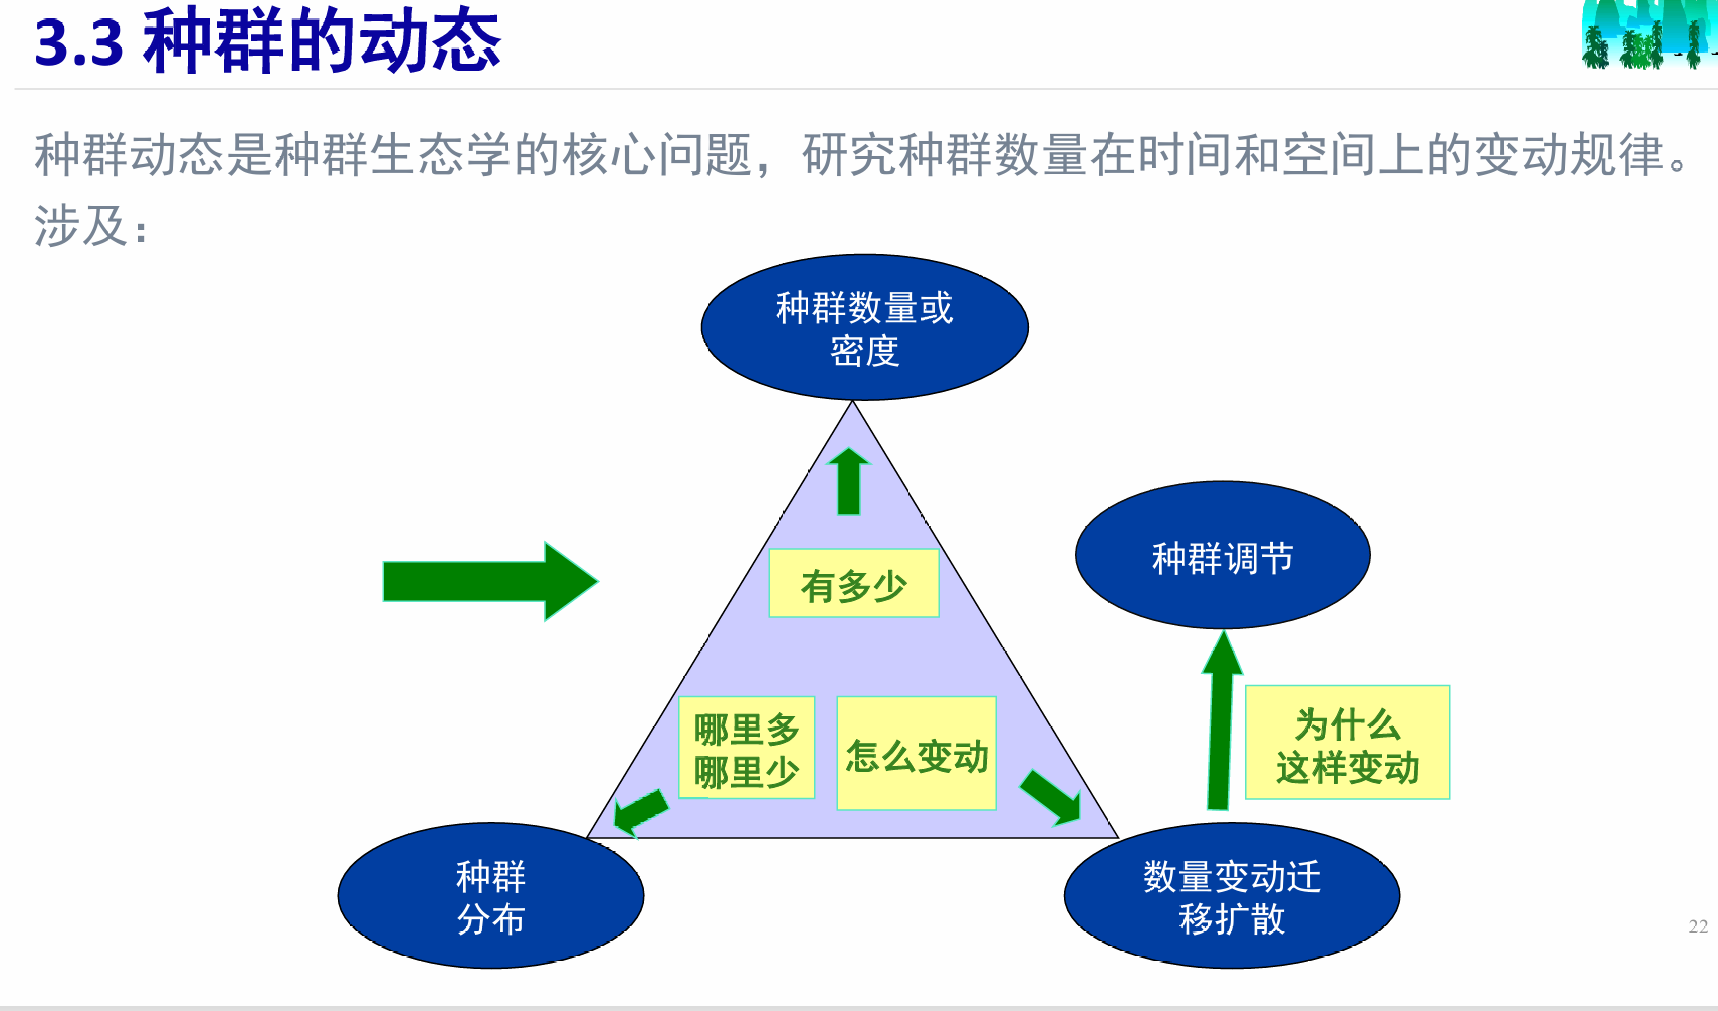 3.3 种群的动态
种群动态是种群生态学的核心问题，研究种群数量在时间和空间上的变动规律。
涉及：
种群数量或
密度
有多少
种群调节
哪里多
哪里少
怎么变动
为什么
这样变动
种群
分布
数量变动迁
移扩散
22